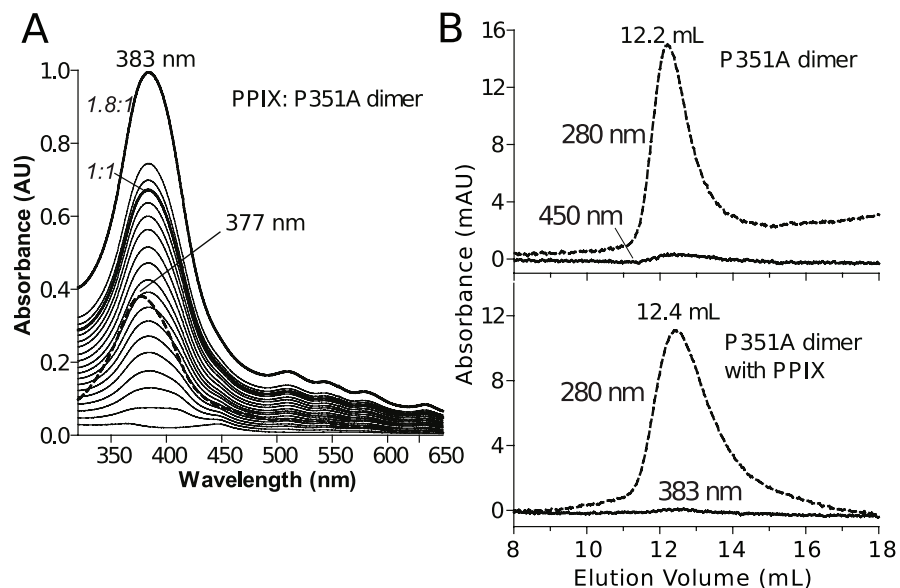 A
383 nm
PPIX: P351A dimer
1.8:1
1:1
377 nm
Absorbance (AU)
1.0
0.8
0.6
0.4
0.2
0.0
350 400 450 500 550 600 650
Wavelength (nm)
B
12.2 mL
P351A dimer
280 nm
450 nm
16
12
8
4
0
Absorbance (mAU)
12.4 mL
P351A dimer
with PPIX
280 nm
383 nm
12
8
4
0
8 10 12 14 16 18
Elution Volume (mL)